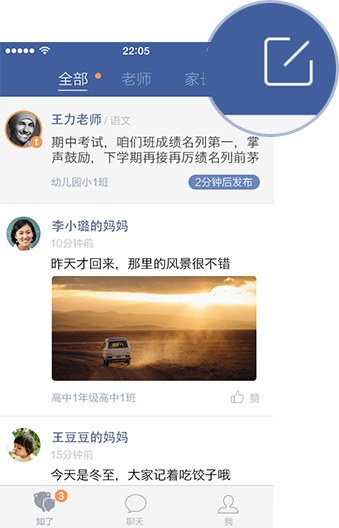 22:05
全部 老师 家长
王力老师 / 语文
期中考试，咱们班成绩名列第一，掌
声鼓励，下学期再接再厉成绩名列前茅
幼儿园小1班 2分钟后发布
李小璐的妈妈
10分钟前
昨天才回来，那里的风景很不错
高中1年级高中1班 赞
王豆豆的妈妈
15分钟前
今天是冬至，大家记着吃饺子哦
3
知了 聊天 我